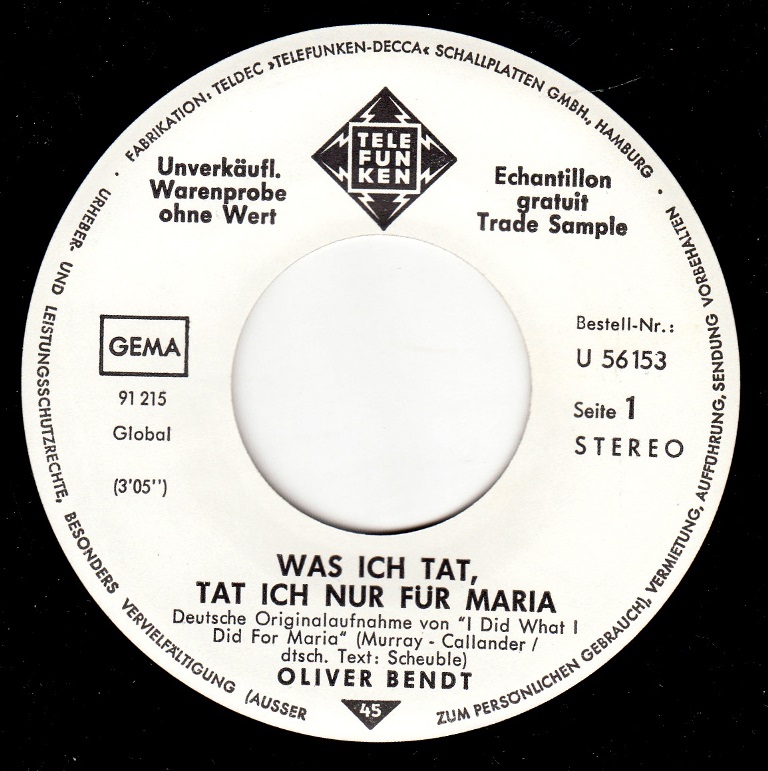 FABRIKATION: TELDEC »TELEFUNKEN-DECCA« SCHALLPLATTEN GMBH., HAMBURG ·
URHEBER- UND LEISTUNGSSCHUTZRECHTE, BESONDERS VERVIELFÄLTIGUNG (AUSSER
ZUM PERSÖNLICHEN GEBRAUCH), VERMIETUNG, AUFFÜHRUNG, SENDUNG VORBEHALTEN ·
TELE
FUN
KEN
Unverkäufl.
Warenprobe
ohne Wert
Echantillon
gratuit
Trade Sample
GEMA
91 215
Global
(3'05'')
Bestell-Nr.:
U 56153
Seite 1
STEREO
WAS ICH TAT,
TAT ICH NUR FÜR MARIA
Deutsche Originalaufnahme von "I Did What I
Did For Maria" (Murray - Callander /
dtsch. Text: Scheuble)
OLIVER BENDT
45